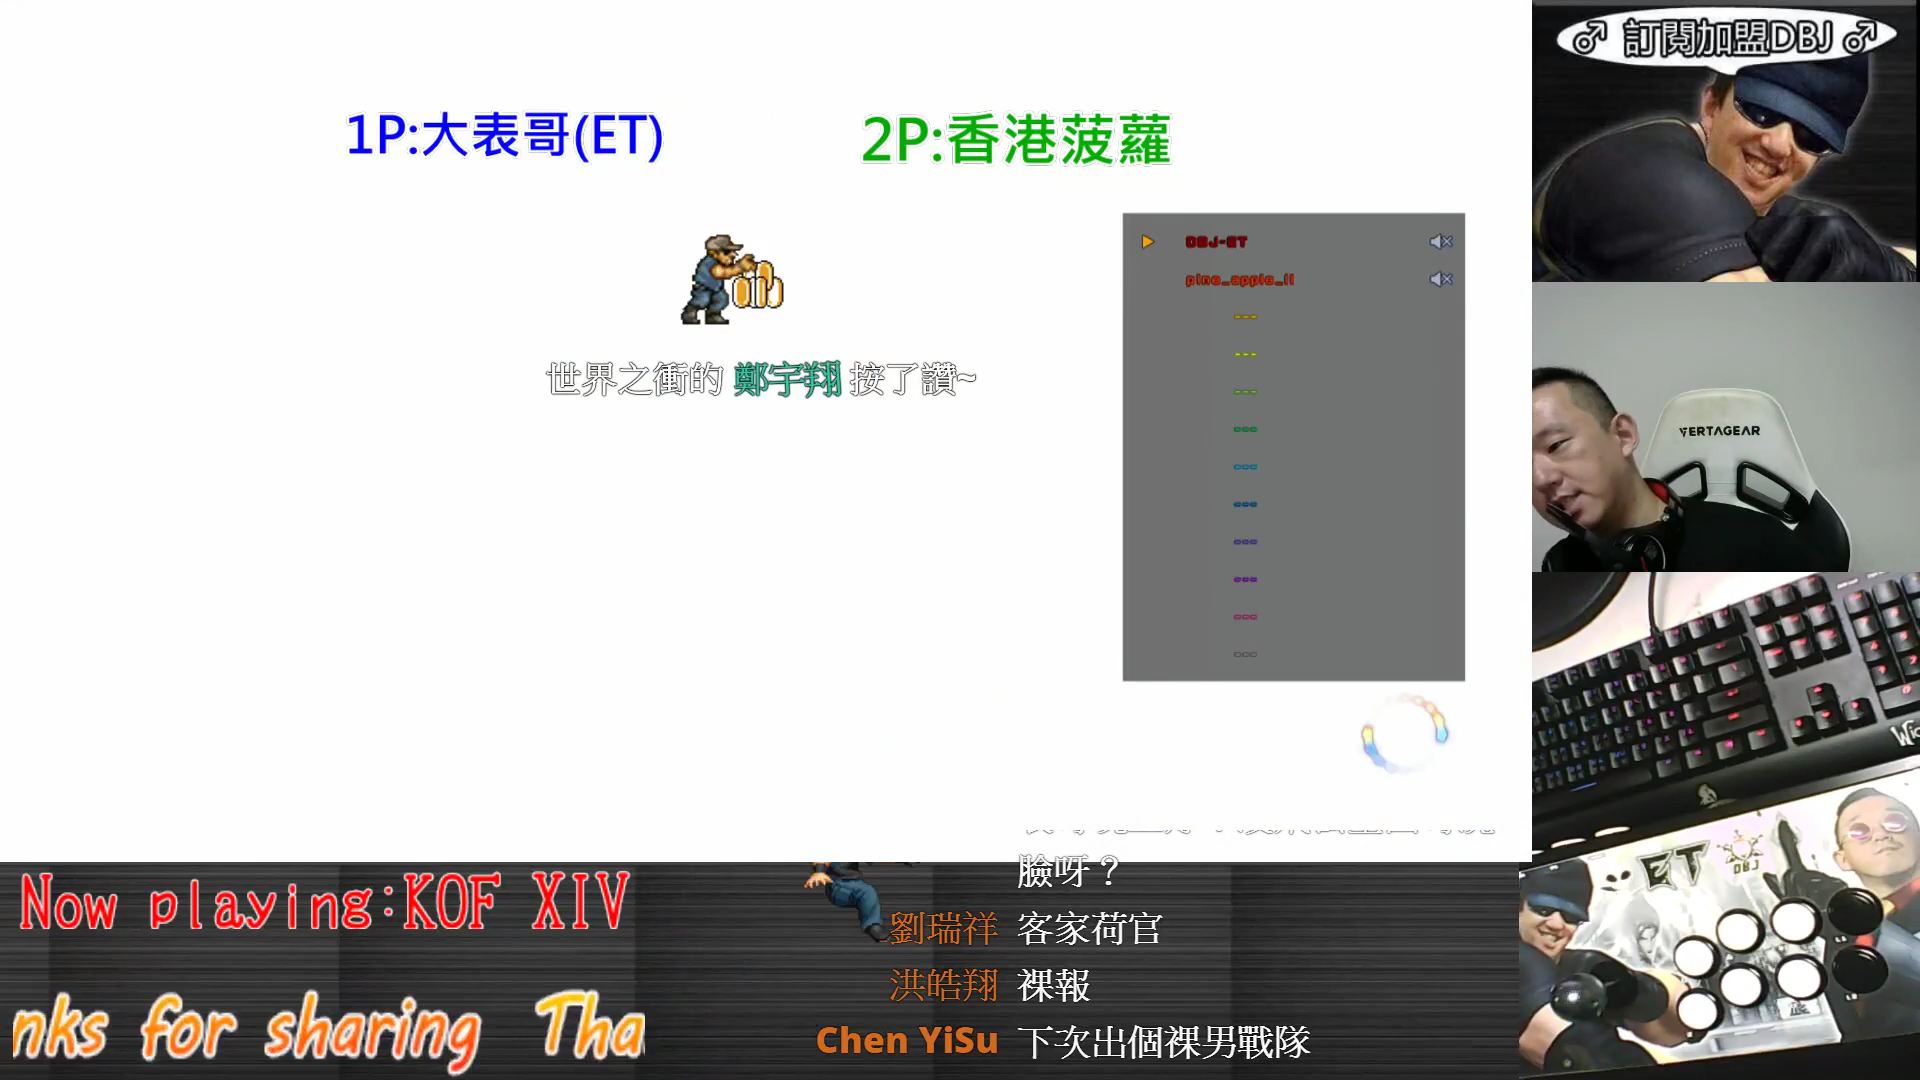 ♂ 訂閱加盟DBJ ♂
1P:大表哥(ET)
2P:香港菠蘿
DBJ-ET
pine_apple_li
---
---
---
---
---
---
---
---
---
---
世界之衝的 鄭宇翔 按了讚~
VERTAGEAR
臉呀？
劉瑞祥 客家荷官
洪皓翔 裸報
Chen YiSu 下次出個裸男戰隊
Now playing:KOF XIV
nks for sharing Tha
ET
DBJ